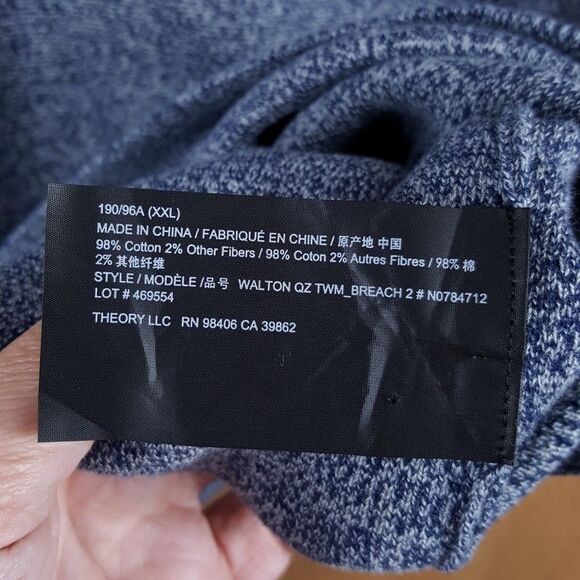 190/96A (XXL)
MADE IN CHINA / FABRIQUÉ EN CHINE / 原产地 中国
98% Cotton 2% Other Fibers / 98% Coton 2% Autres Fibres / 98% 棉
2% 其他纤维
STYLE / MODÈLE /品号 WALTON QZ TWM_BREACH 2 # N0784712
LOT # 469554
THEORY LLC RN 98406 CA 39862